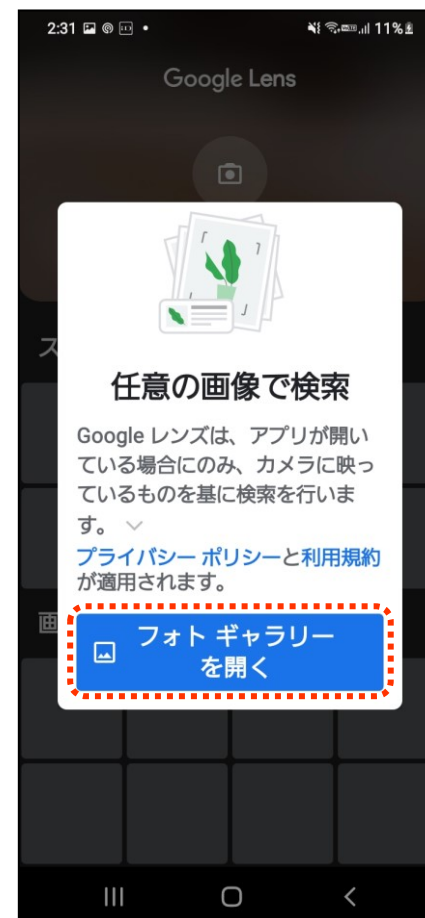 2:31
11%
Google Lens
ス
任意の画像で検索
Google レンズは、アプリが開い
ている場合にのみ、カメラに映っ
ているものを基に検索を行いま
す。
プライバシー ポリシーと利用規約
が適用されます。
画
フォト ギャラリー
を開く